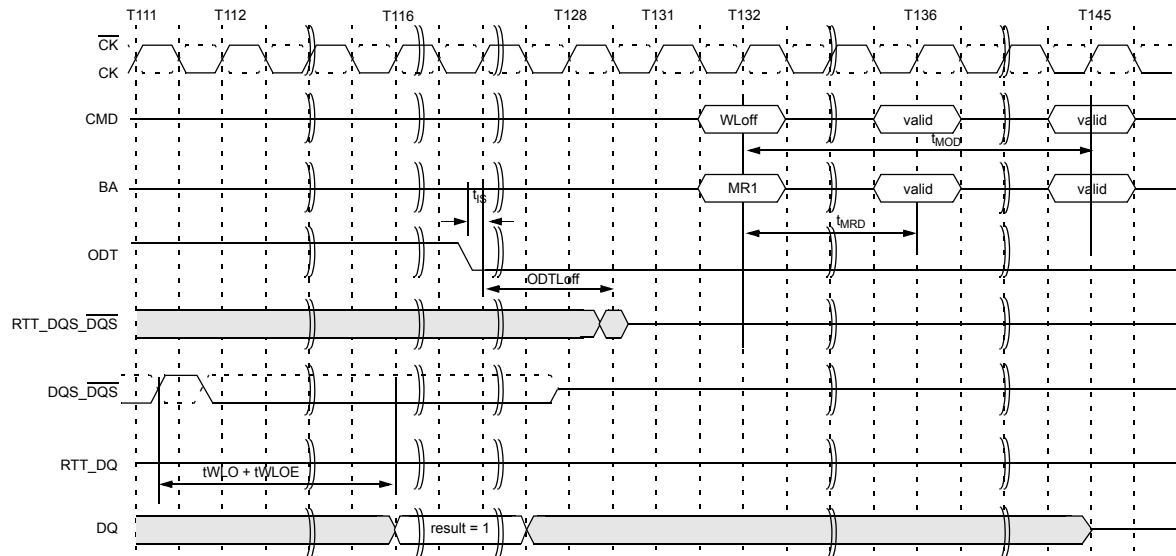 T111 T112 T116 T128 T131 T132 T136 T145
CK
CK
CMD WLoff valid valid
tMOD
BA MR1 valid valid
tIS
tMRD
ODT
ODTLoff
RTT_DQS_DQS
DQS_DQS
RTT_DQ
tWLO + tWLOE
DQ result = 1